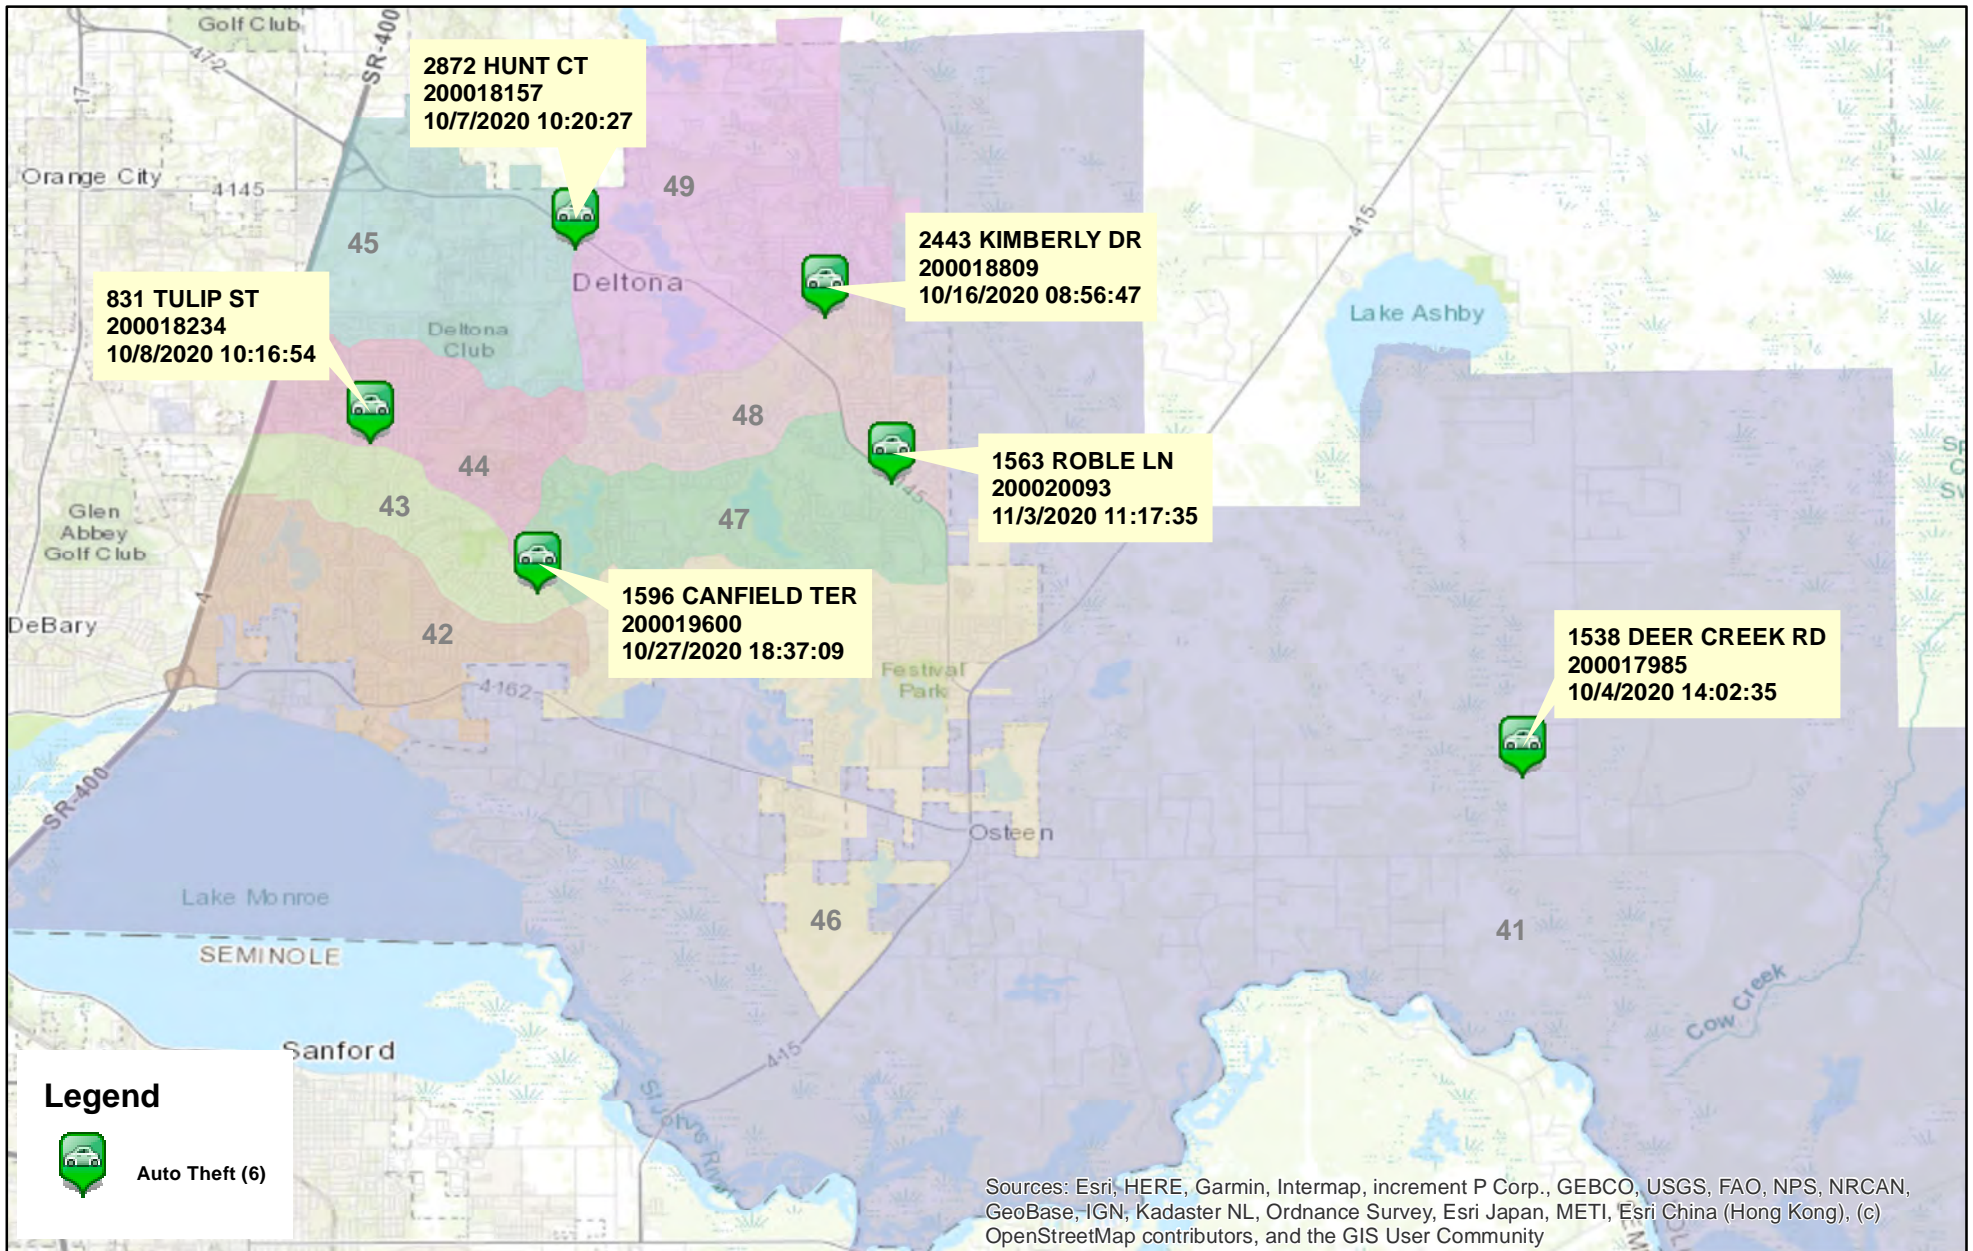 Golf Club
472
SR-400
17
2872 HUNT CT
200018157
10/7/2020 10:20:27
Orange City
4145
49
45
415
2443 KIMBERLY DR
200018809
10/16/2020 08:56:47
Deltona
831 TULIP ST
200018234
10/8/2020 10:16:54
Lake Ashby
Deltona
Club
48
44
1563 ROBLE LN
200020093
11/3/2020 11:17:35
43
47
Glen
Abbey
Golf Club
4
1596 CANFIELD TER
200019600
10/27/2020 18:37:09
DeBary
42
1538 DEER CREEK RD
200017985
10/4/2020 14:02:35
Festival
Park
4162
SR-400
Osteen
Lake Monroe
46
41
SEMINOLE
Cow Creek
Sanford
415
St Johns
Legend
Auto Theft (6)
Sources: Esri, HERE, Garmin, Intermap, increment P Corp., GEBCO, USGS, FAO, NPS, NRCAN,
GeoBase, IGN, Kadaster NL, Ordnance Survey, Esri Japan, METI, Esri China (Hong Kong), (c)
OpenStreetMap contributors, and the GIS User Community